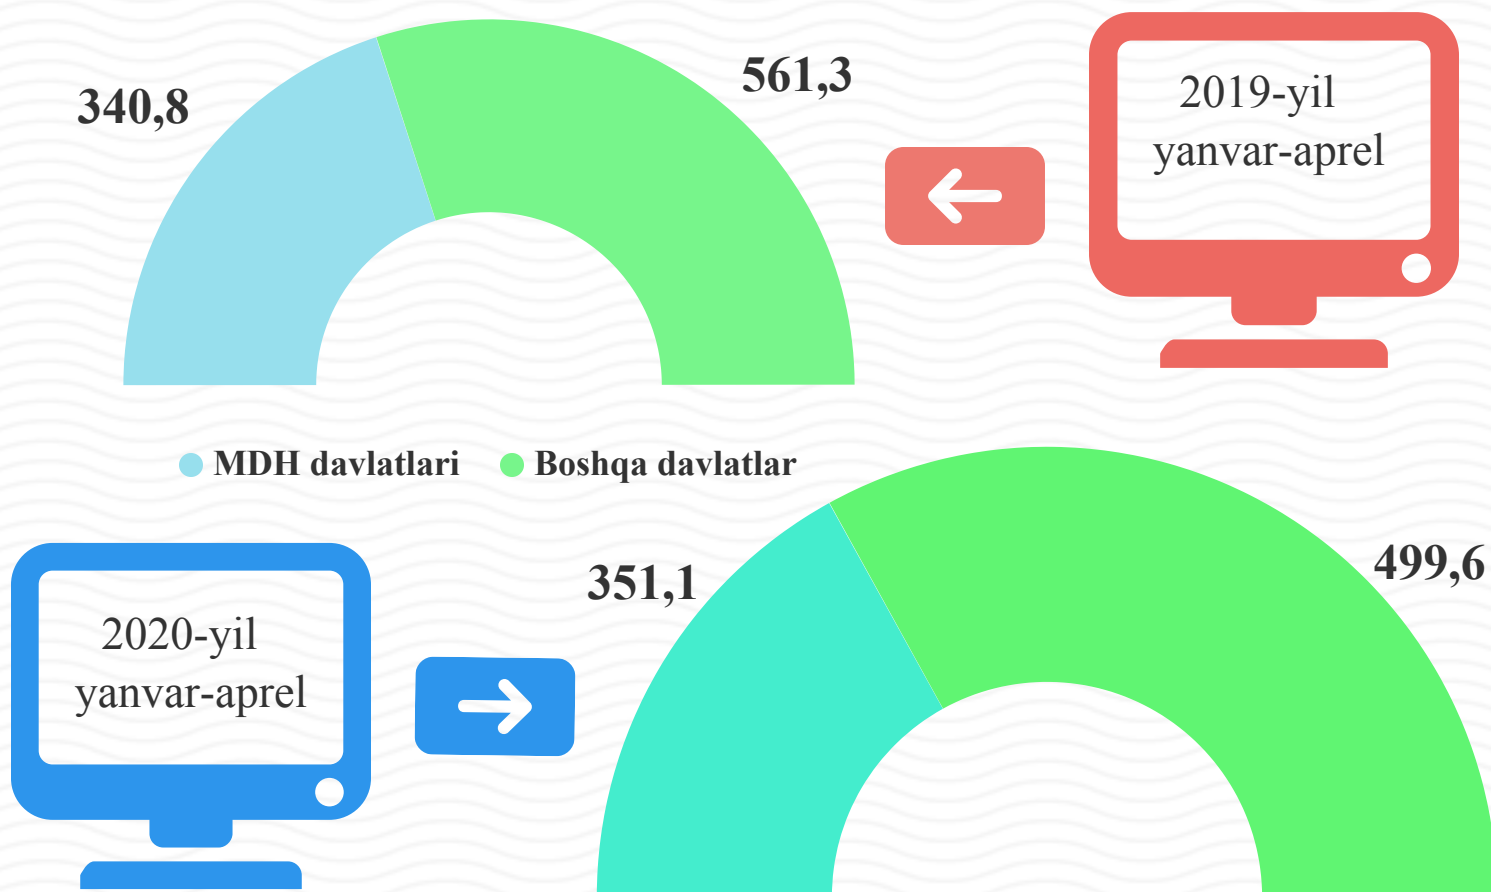 340,8
561,3
2019-yil
yanvar-aprel
MDH davlatlari
Boshqa davlatlar
2020-yil
yanvar-aprel
351,1
499,6